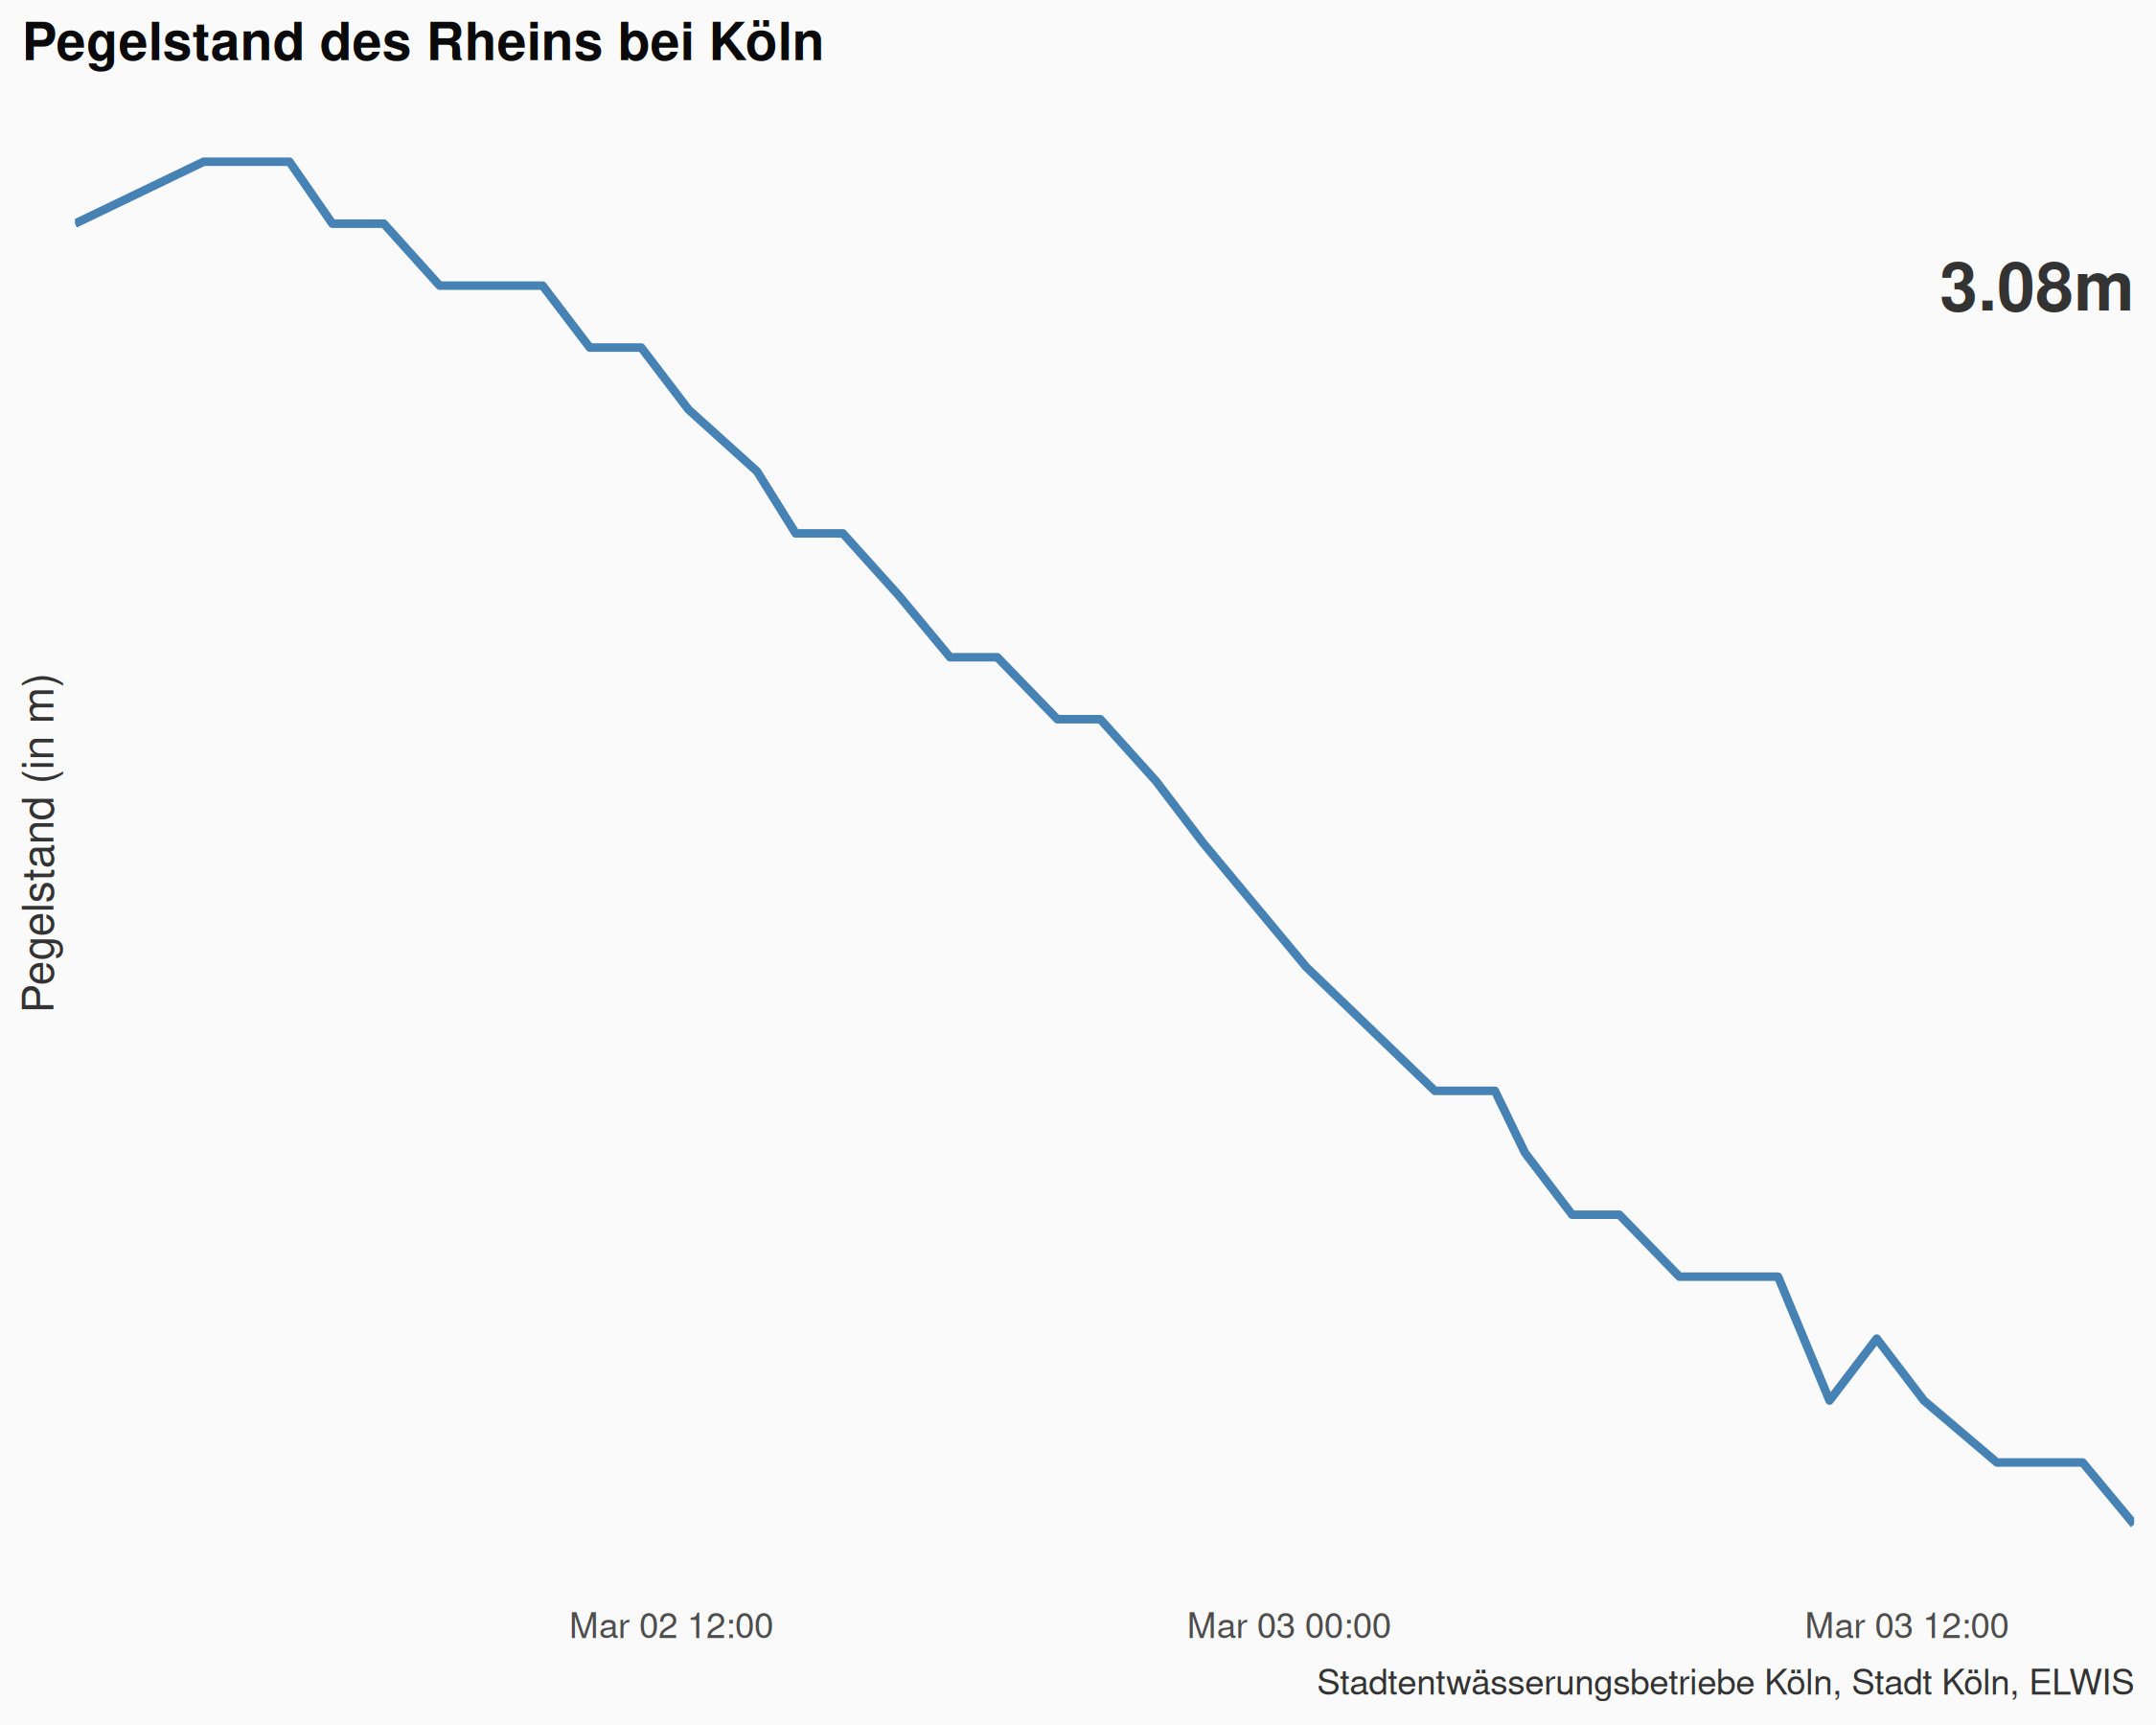 Pegelstand des Rheins bei Köln
3.08m
Pegelstand (in m)
Mar 02 12:00
Mar 03 00:00
Mar 03 12:00
Stadtentwässerungsbetriebe Köln, Stadt Köln, ELWIS